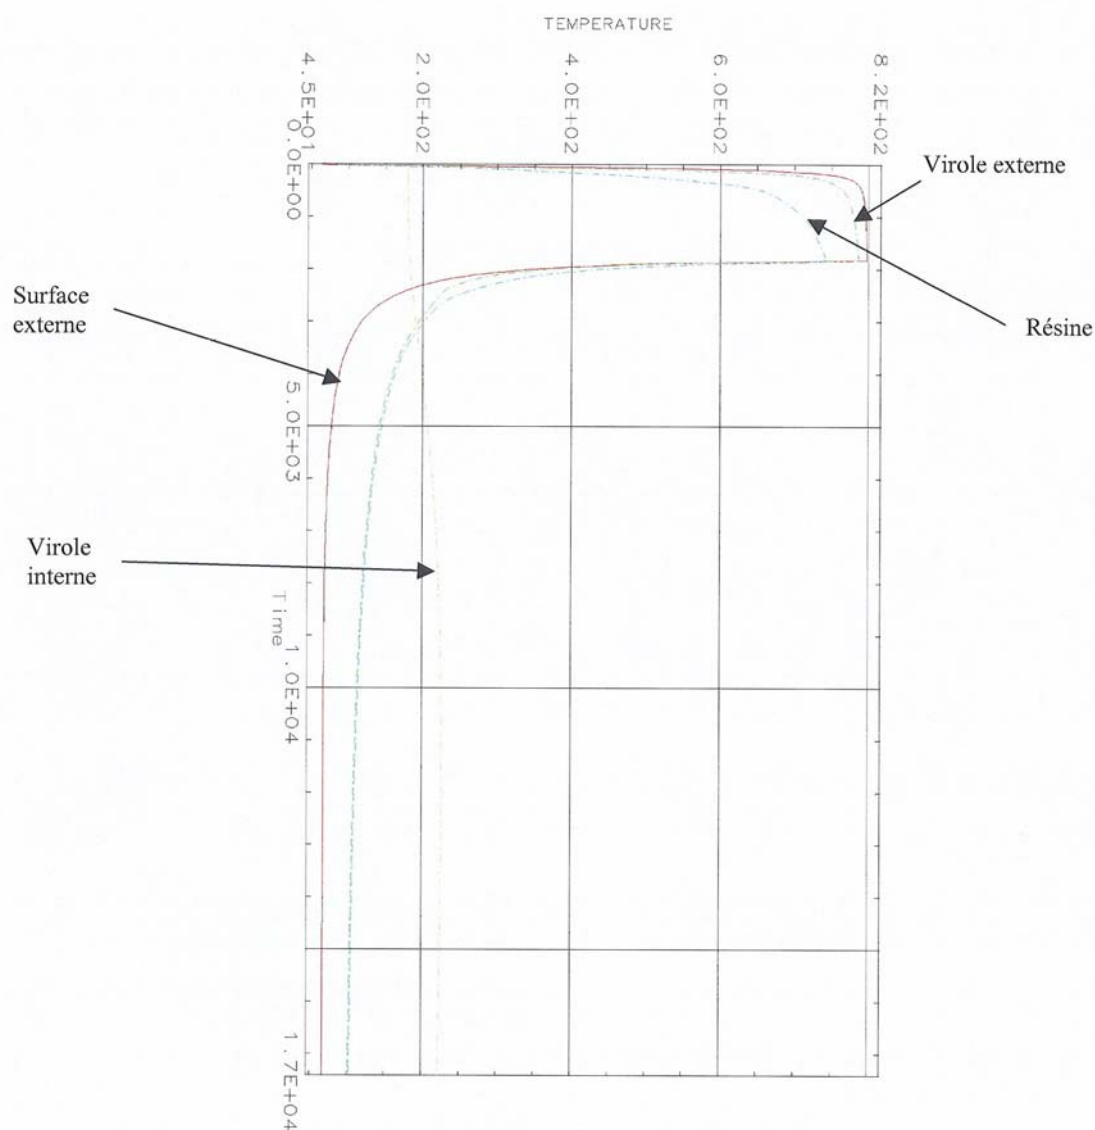 TEMPERATURE
4.5E+01
2.0E+02
4.0E+02
6.0E+02
8.2E+02
0.0E+00
Virole externe
Surface
externe
Résine
5.0E+03
Virole
interne
Time
1.0E+04
1.7E+04